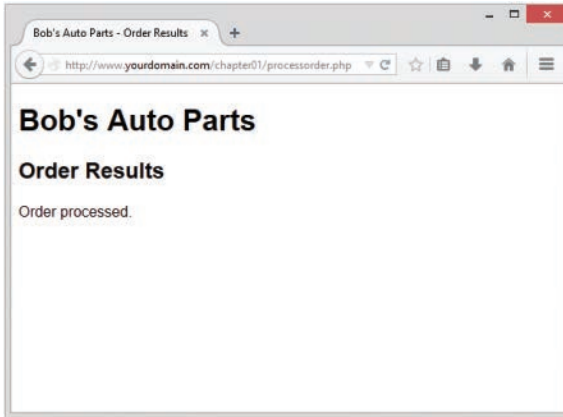 Bob's Auto Parts - Order Results
http://www.yourdomain.com/chapter01/processorder.php
Bob's Auto Parts
Order Results
Order processed.